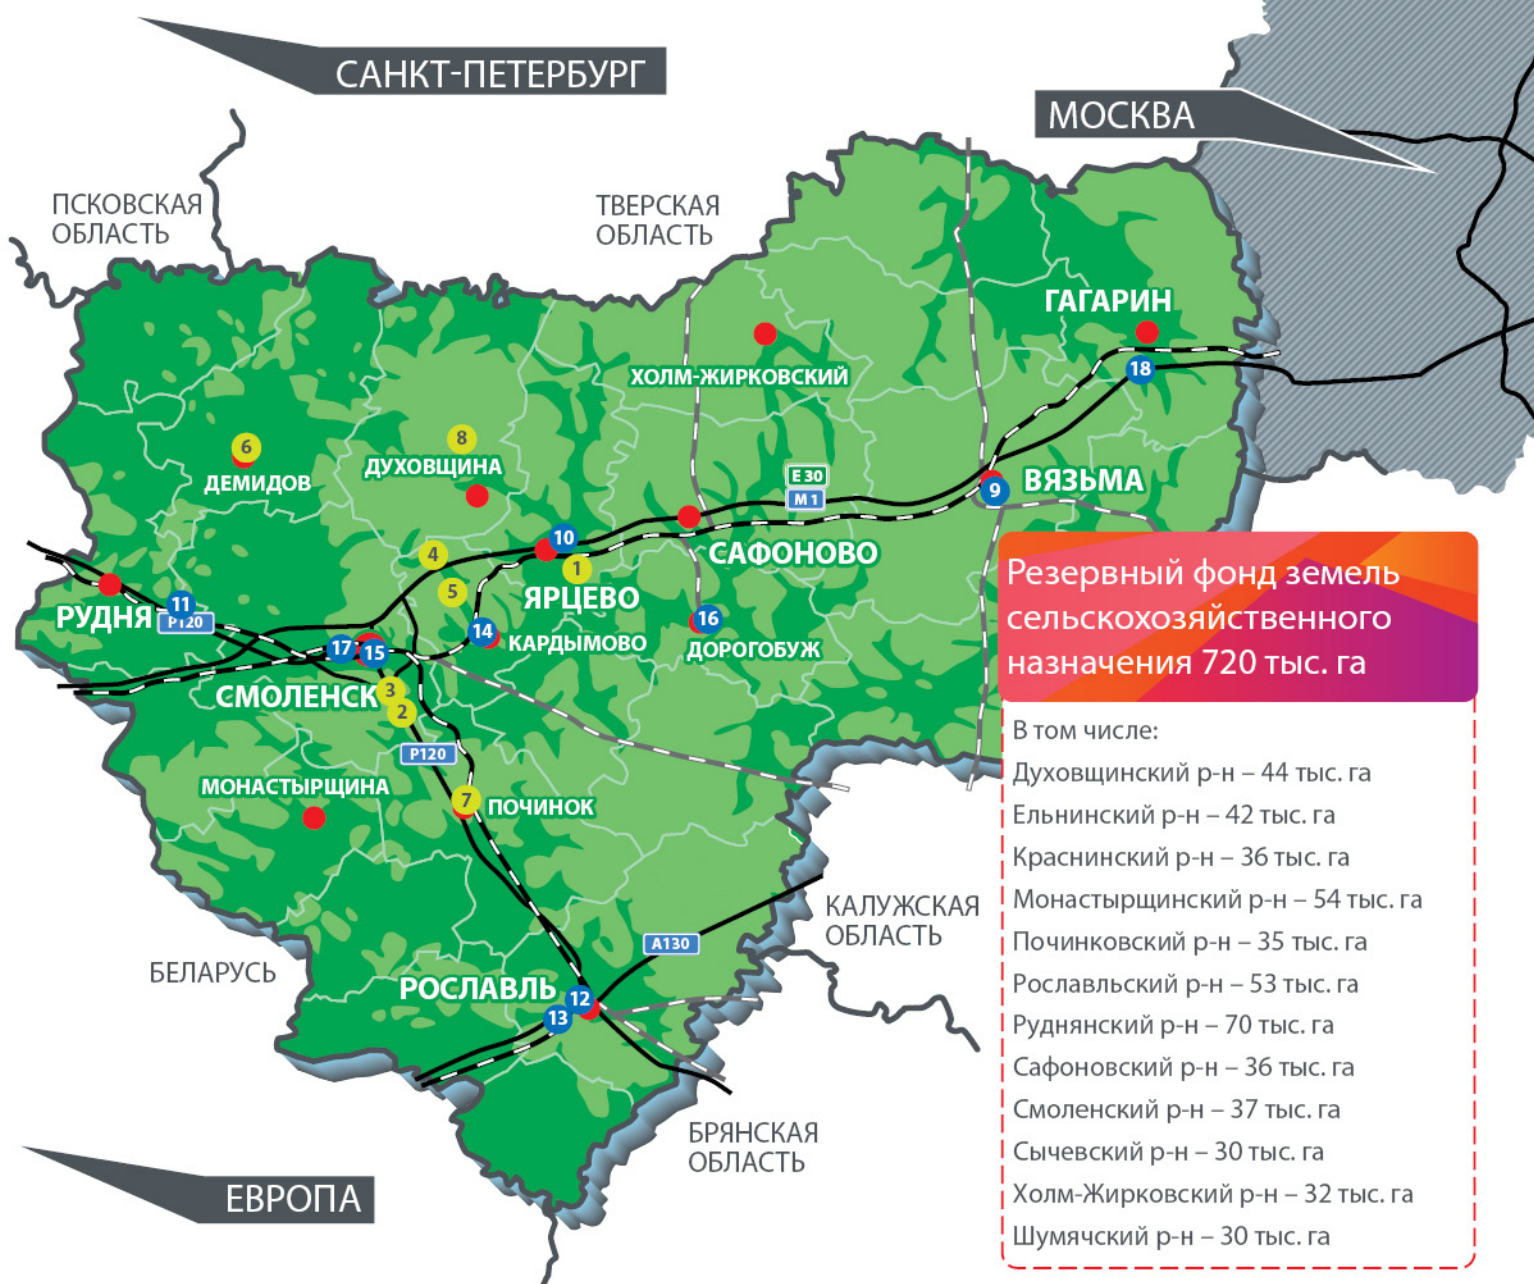 САНКТ-ПЕТЕРБУРГ
МОСКВА
ПСКОВСКАЯ
ОБЛАСТЬ
ТВЕРСКАЯ
ОБЛАСТЬ
ГАГАРИН
18
ХОЛМ-ЖИРКОВСКИЙ
6
ДЕМИДОВ
8
ДУХОВЩИНА
E 30
M 1
ВЯЗЬМА
9
10
4
1
САФОНОВО
5
ЯРЦЕВО
РУДНЯ
11
P120
14
КАРДЫМОВО
16
ДОРОГОБУЖ
17
15
СМОЛЕНСК
3
2
P120
МОНАСТЫРЩИНА
7
ПОЧИНОК
КАЛУЖСКАЯ
ОБЛАСТЬ
A130
БЕЛАРУСЬ
РОСЛАВЛЬ
12
13
БРЯНСКАЯ
ОБЛАСТЬ
ЕВРОПА
Резервный фонд земель
сельскохозяйственного
назначения 720 тыс. га
В том числе:
Духовщинский р-н – 44 тыс. га
Ельнинский р-н – 42 тыс. га
Краснинский р-н – 36 тыс. га
Монастырщинский р-н – 54 тыс. га
Починковский р-н – 35 тыс. га
Рославльский р-н – 53 тыс. га
Руднянский р-н – 70 тыс. га
Сафоновский р-н – 36 тыс. га
Смоленский р-н – 37 тыс. га
Сычевский р-н – 30 тыс. га
Холм-Жирковский р-н – 32 тыс. га
Шумячский р-н – 30 тыс. га